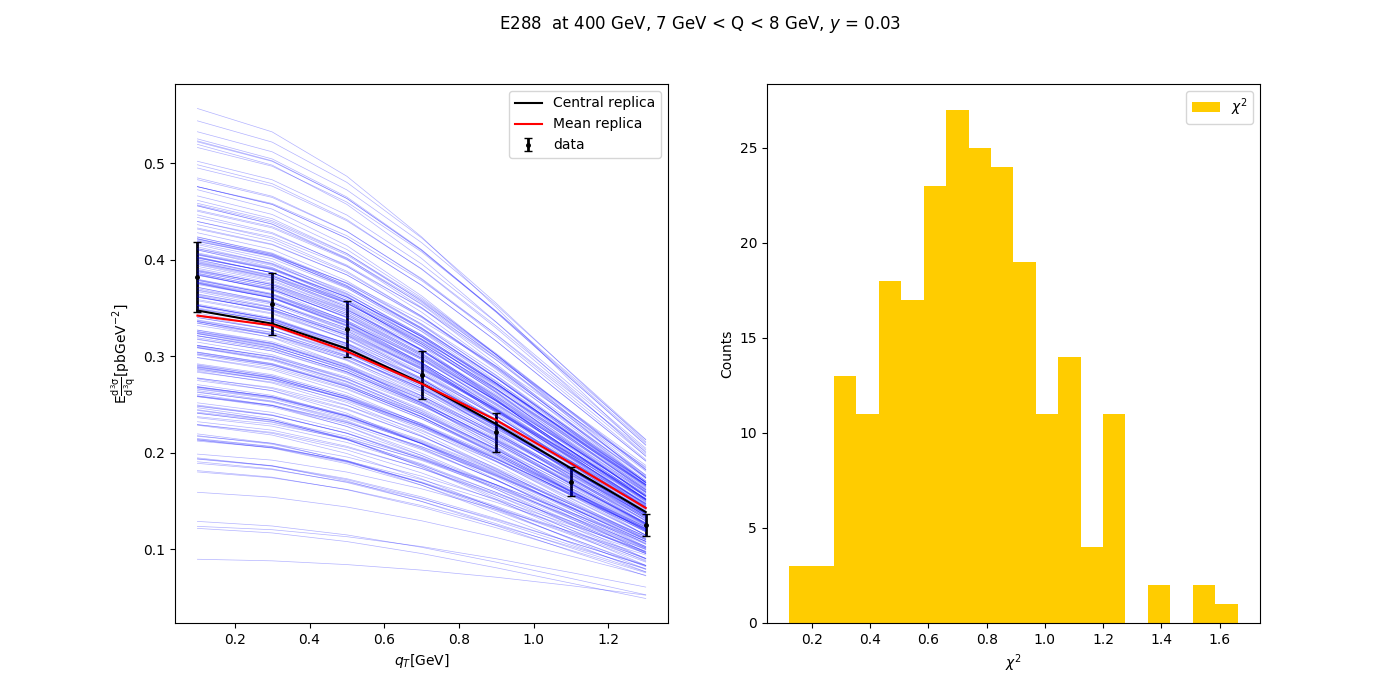 E288  at 400 GeV, 7 GeV < Q < 8 GeV, y = 0.03
Central replica
Mean replica
data
0.5
0.4
0.3
0.2
0.1
E d³σ/d³q [pbGeV⁻²]
0.2 0.4 0.6 0.8 1.0 1.2
q_T[GeV]
χ²
25
20
15
10
5
0
Counts
0.2 0.4 0.6 0.8 1.0 1.2 1.4 1.6
χ²